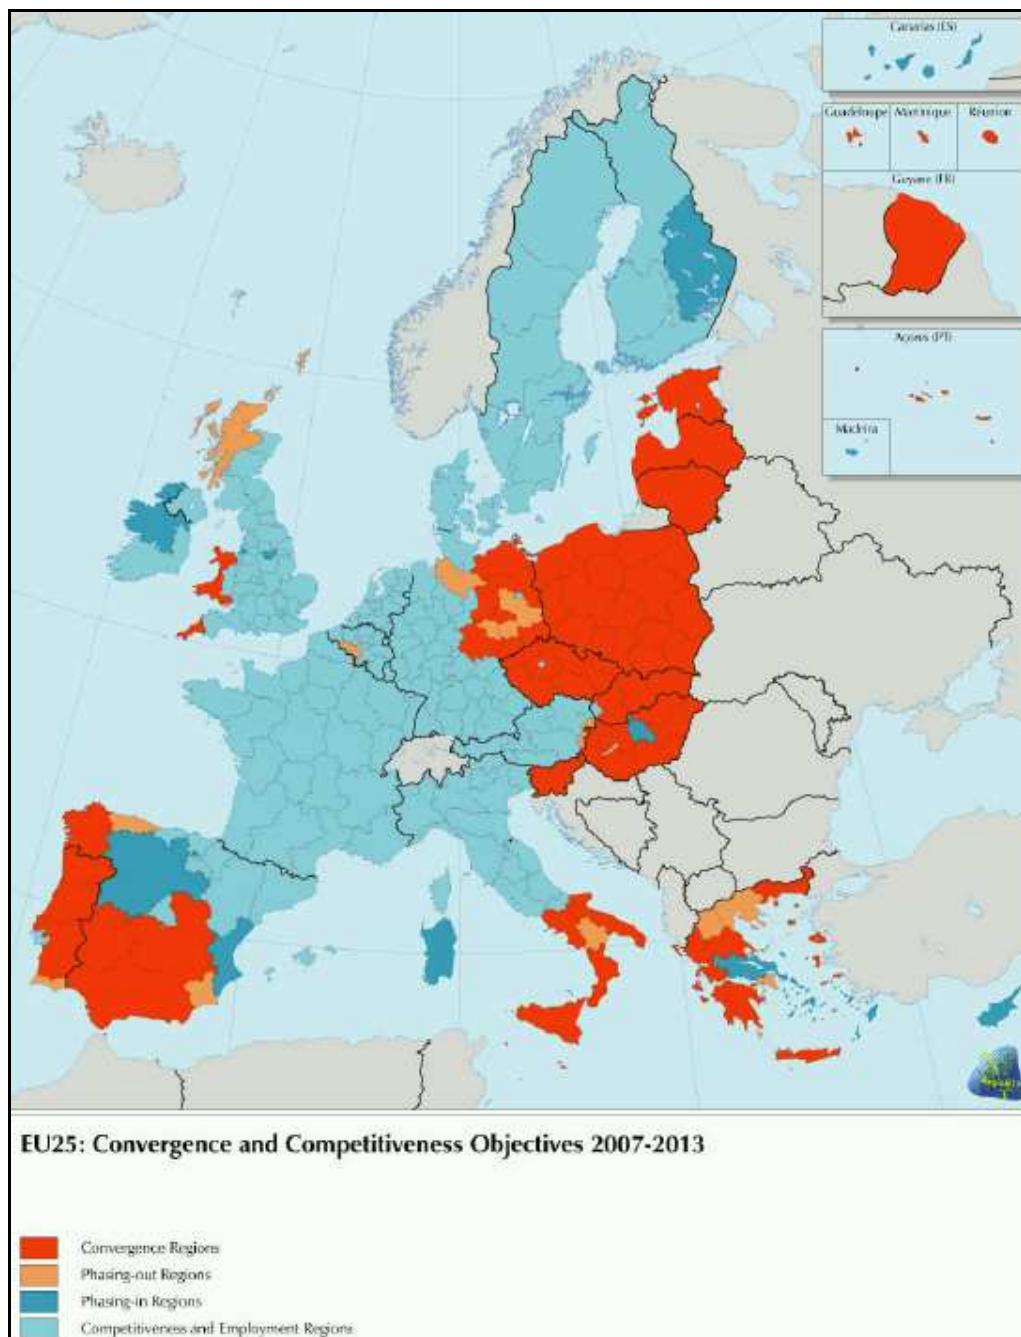 Canarias (ES)
Guadeloupe Martinique Réunion
Guyane (FR)
Açores (PT)
Madeira
EU25: Convergence and Competitiveness Objectives 2007-2013
Convergence Regions
Phasing-out Regions
Phasing-in Regions
Competitiveness and Employment Regions